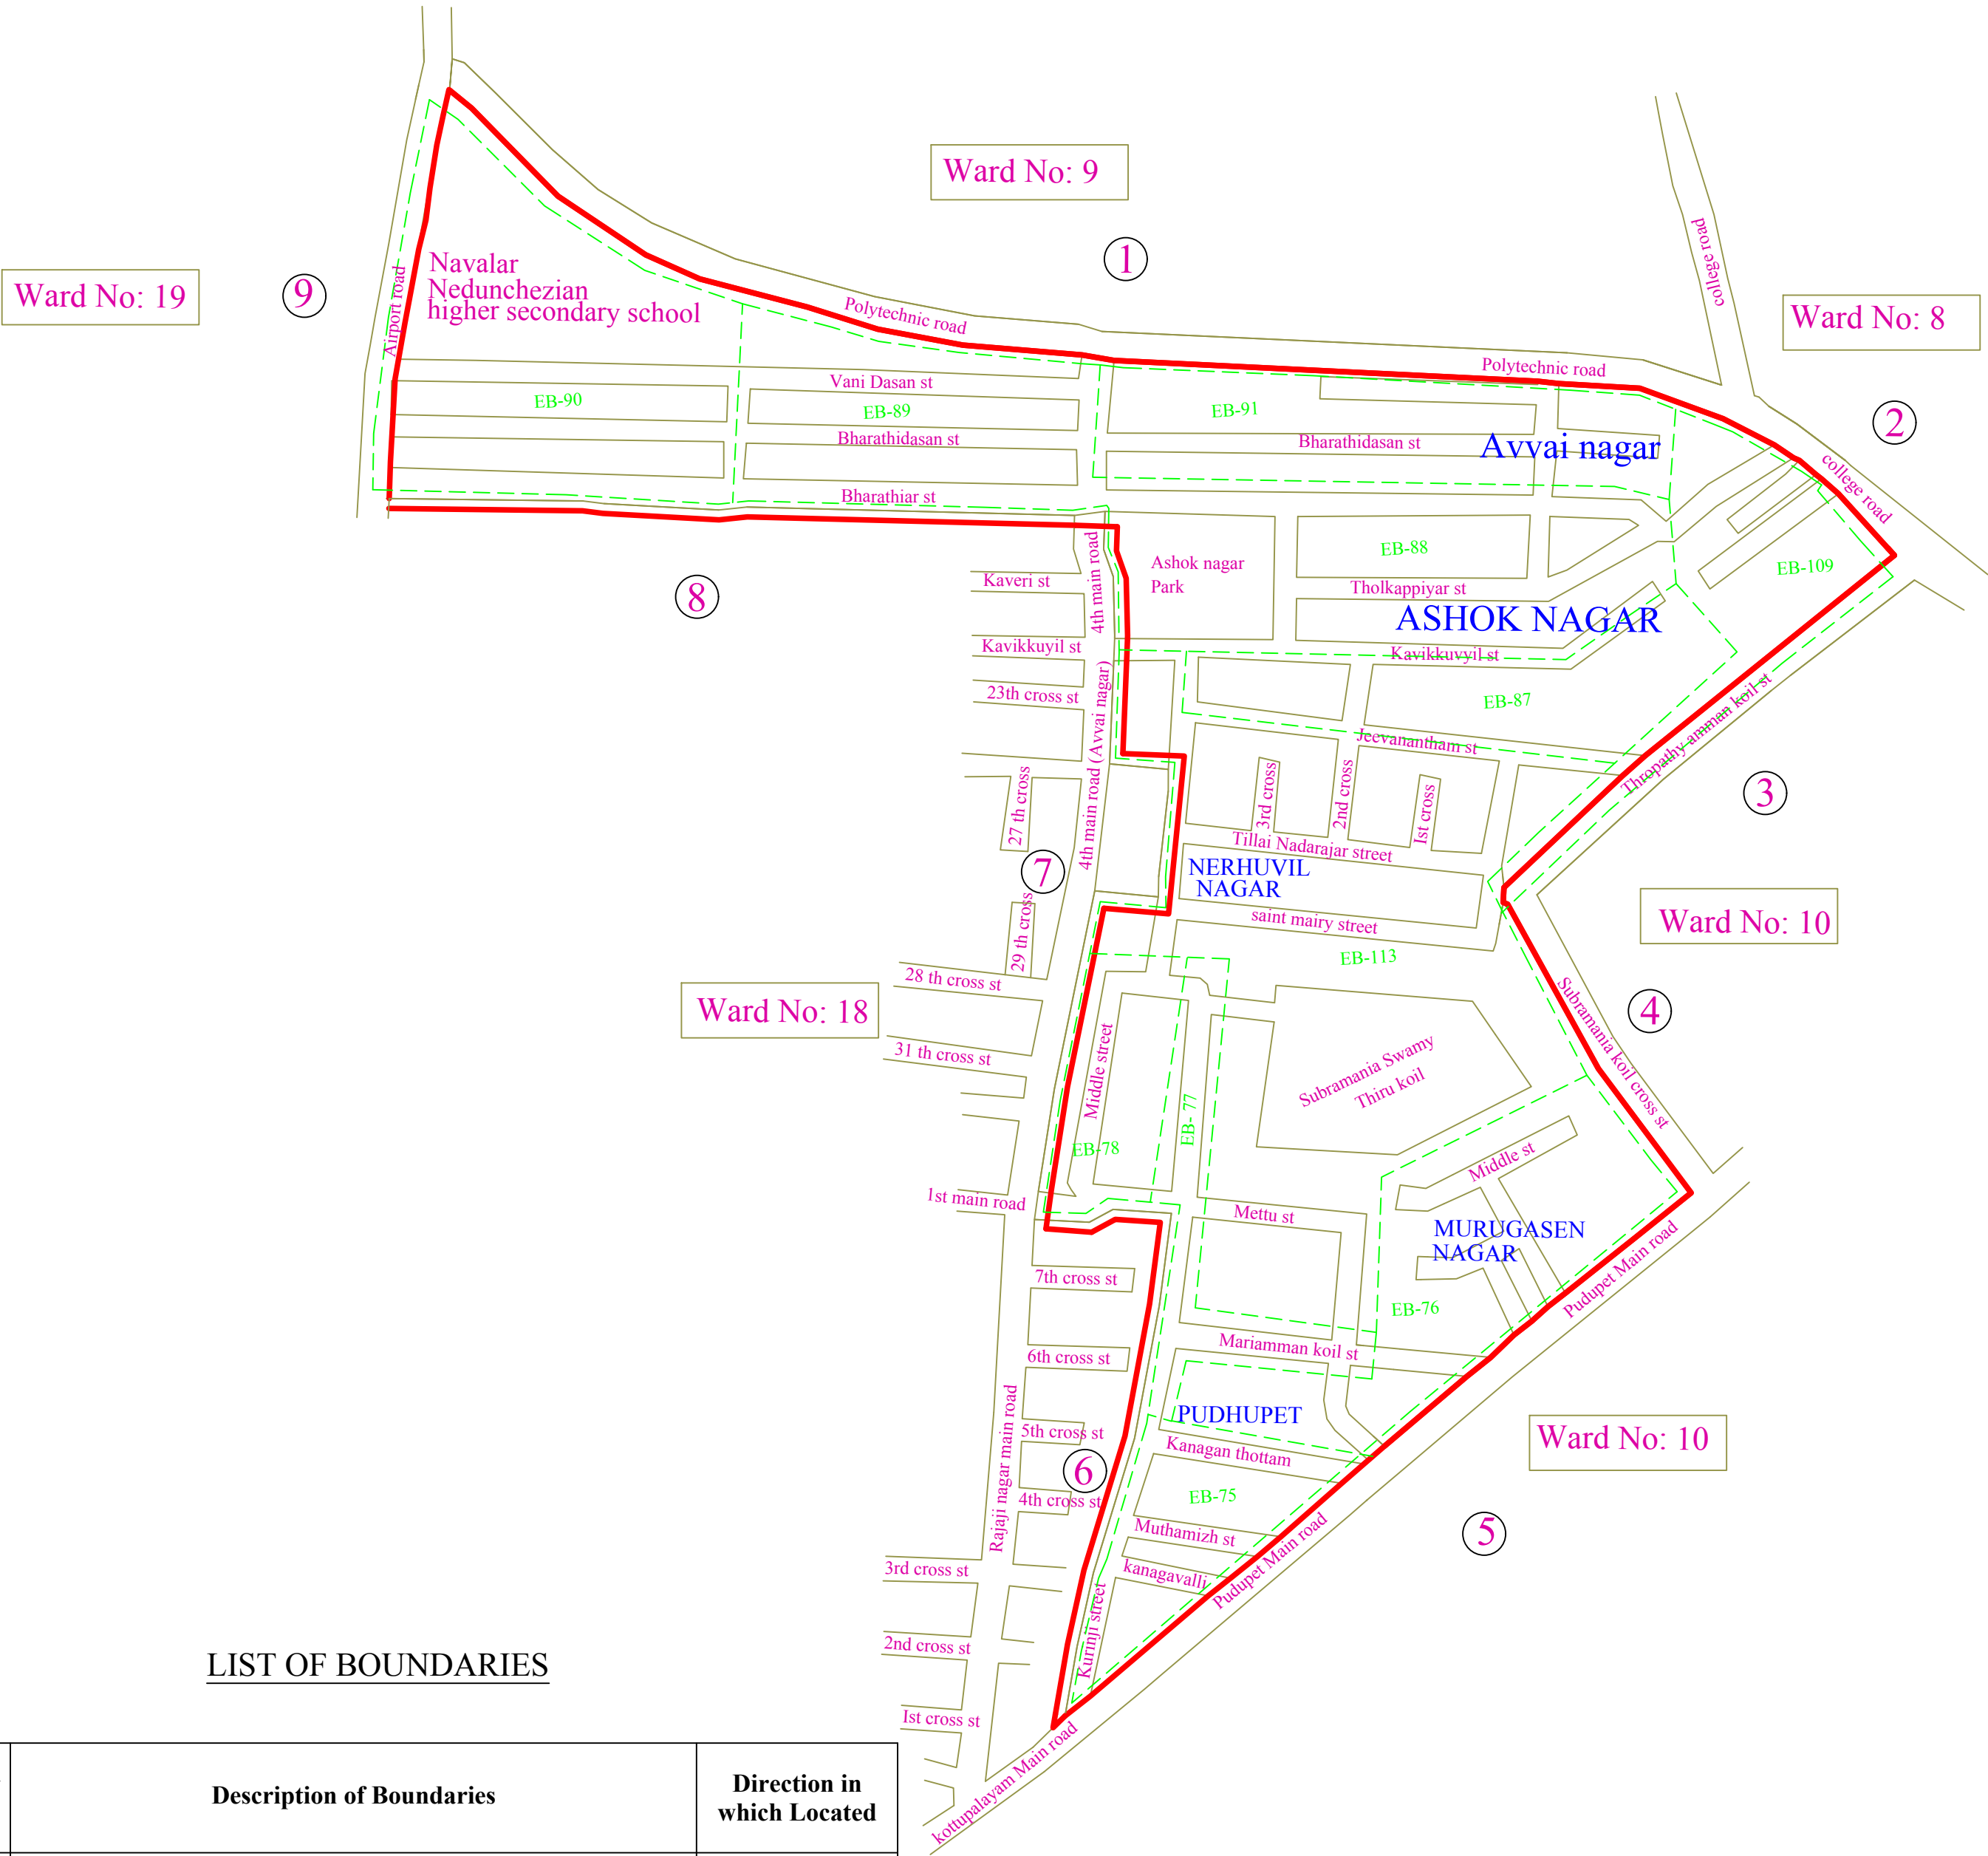 Ward No: 9
college road
Ward No: 19
9
1
Ward No: 8
Navalar
Nedunchezian
higher secondary school
Airport road
Polytechnic road
Polytechnic road
2
Vani Dasan st
EB-90
EB-89
EB-91
Bharathidasan st
Bharathidasan st
Avvai nagar
college road
Bharathiar st
4th main road
Ashok nagar
Park
EB-88
EB-109
Kaveri st
8
Tholkappiyar st
ASHOK NAGAR
Kavikkuyil st
Kavikkuvyil st
23th cross st
4th main road (Avvai nagar)
EB-87
Thropathy amman koil st
Jeevanantham st
27 th cross
3rd cross
2nd cross
Ist cross
3
Tillai Nadarajar street
7
NERHUVIL
NAGAR
saint mairy street
Ward No: 10
29 th cross
EB-113
28 th cross st
Ward No: 18
4
Subramania koil cross st
31 th cross st
Middle street
Subramania Swamy
Thiru koil
EB- 77
EB-78
Middle st
1st main road
Mettu st
MURUGASEN
NAGAR
Pudupet Main road
7th cross st
EB-76
6th cross st
Mariamman koil st
Rajaji nagar main road
PUDHUPET
5th cross st
Kanagan thottam
Ward No: 10
6
4th cross st
EB-75
Muthamizh st
Pudupet Main road
5
3rd cross st
kanagavalli
Kurinji street
2nd cross st
Ist cross st
kottupalayam Main road
LIST OF BOUNDARIES
Description of Boundaries
Direction in
which Located